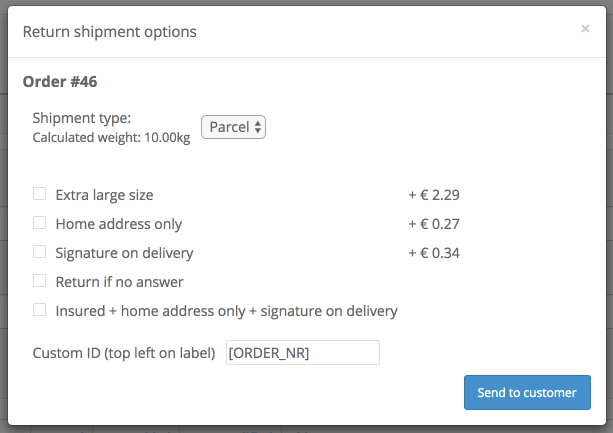 Return shipment options ×
Order #46
Shipment type:
Calculated weight: 10.00kg
Parcel
Extra large size + € 2.29
Home address only + € 0.27
Signature on delivery + € 0.34
Return if no answer
Insured + home address only + signature on delivery
Custom ID (top left on label) [ORDER_NR]
Send to customer